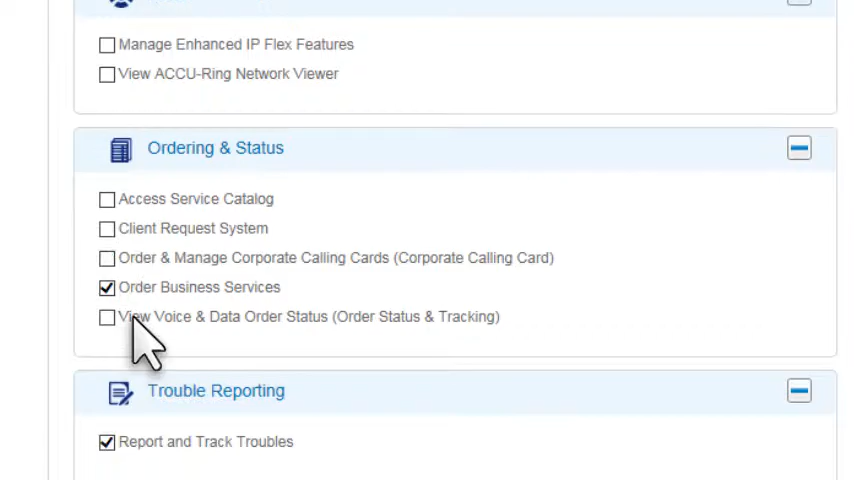 Manage Enhanced IP Flex Features
View ACCU-Ring Network Viewer
Ordering & Status
Access Service Catalog
Client Request System
Order & Manage Corporate Calling Cards (Corporate Calling Card)
Order Business Services
View Voice & Data Order Status (Order Status & Tracking)
Trouble Reporting
Report and Track Troubles